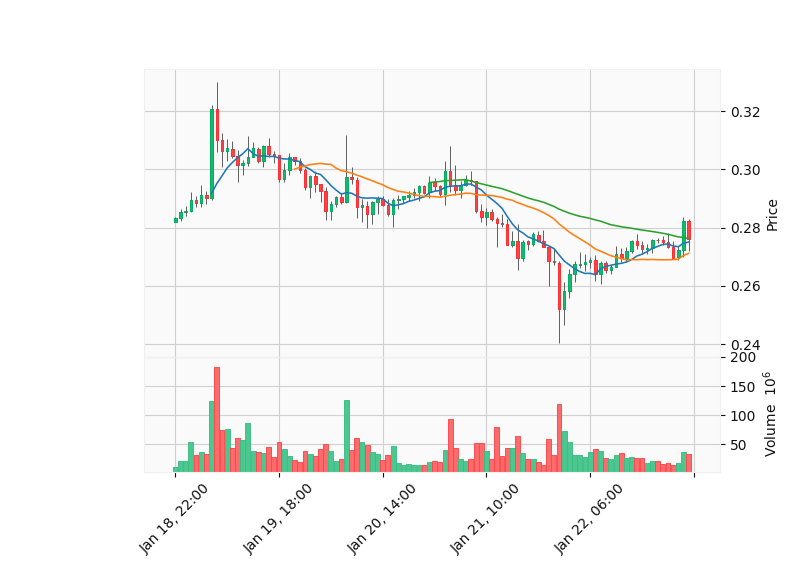 0.32
0.30
0.28
0.26
0.24
Price
200
150
100
50
Volume 10^6
Jan 18, 22:00
Jan 19, 18:00
Jan 20, 14:00
Jan 21, 10:00
Jan 22, 06:00